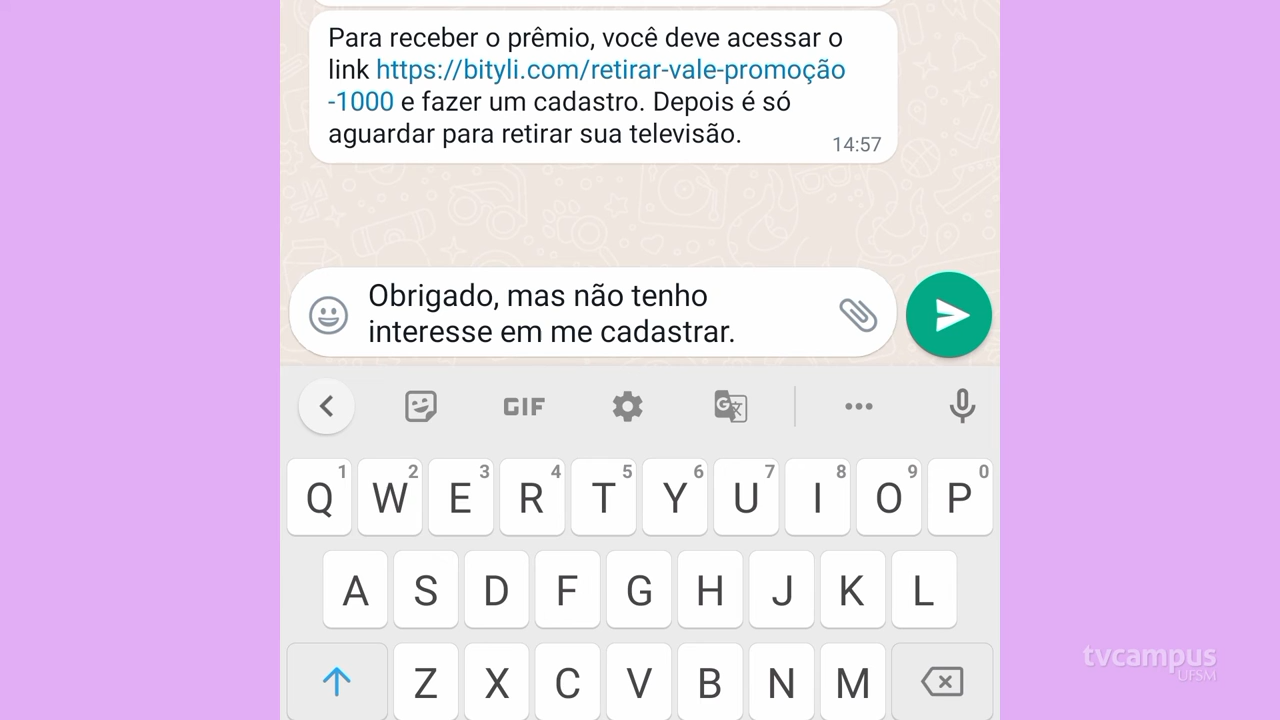 Para receber o prêmio, você deve acessar o
link https://bityli.com/retirar-vale-promoção
-1000 e fazer um cadastro. Depois é só
aguardar para retirar sua televisão.
14:57
Obrigado, mas não tenho
interesse em me cadastrar.
GIF
G
1 2 3 4 5 6 7 8 9 0
Q W E R T Y U I O P
A S D F G H J K L
Z X C V B N M
tvcampus
UFSM